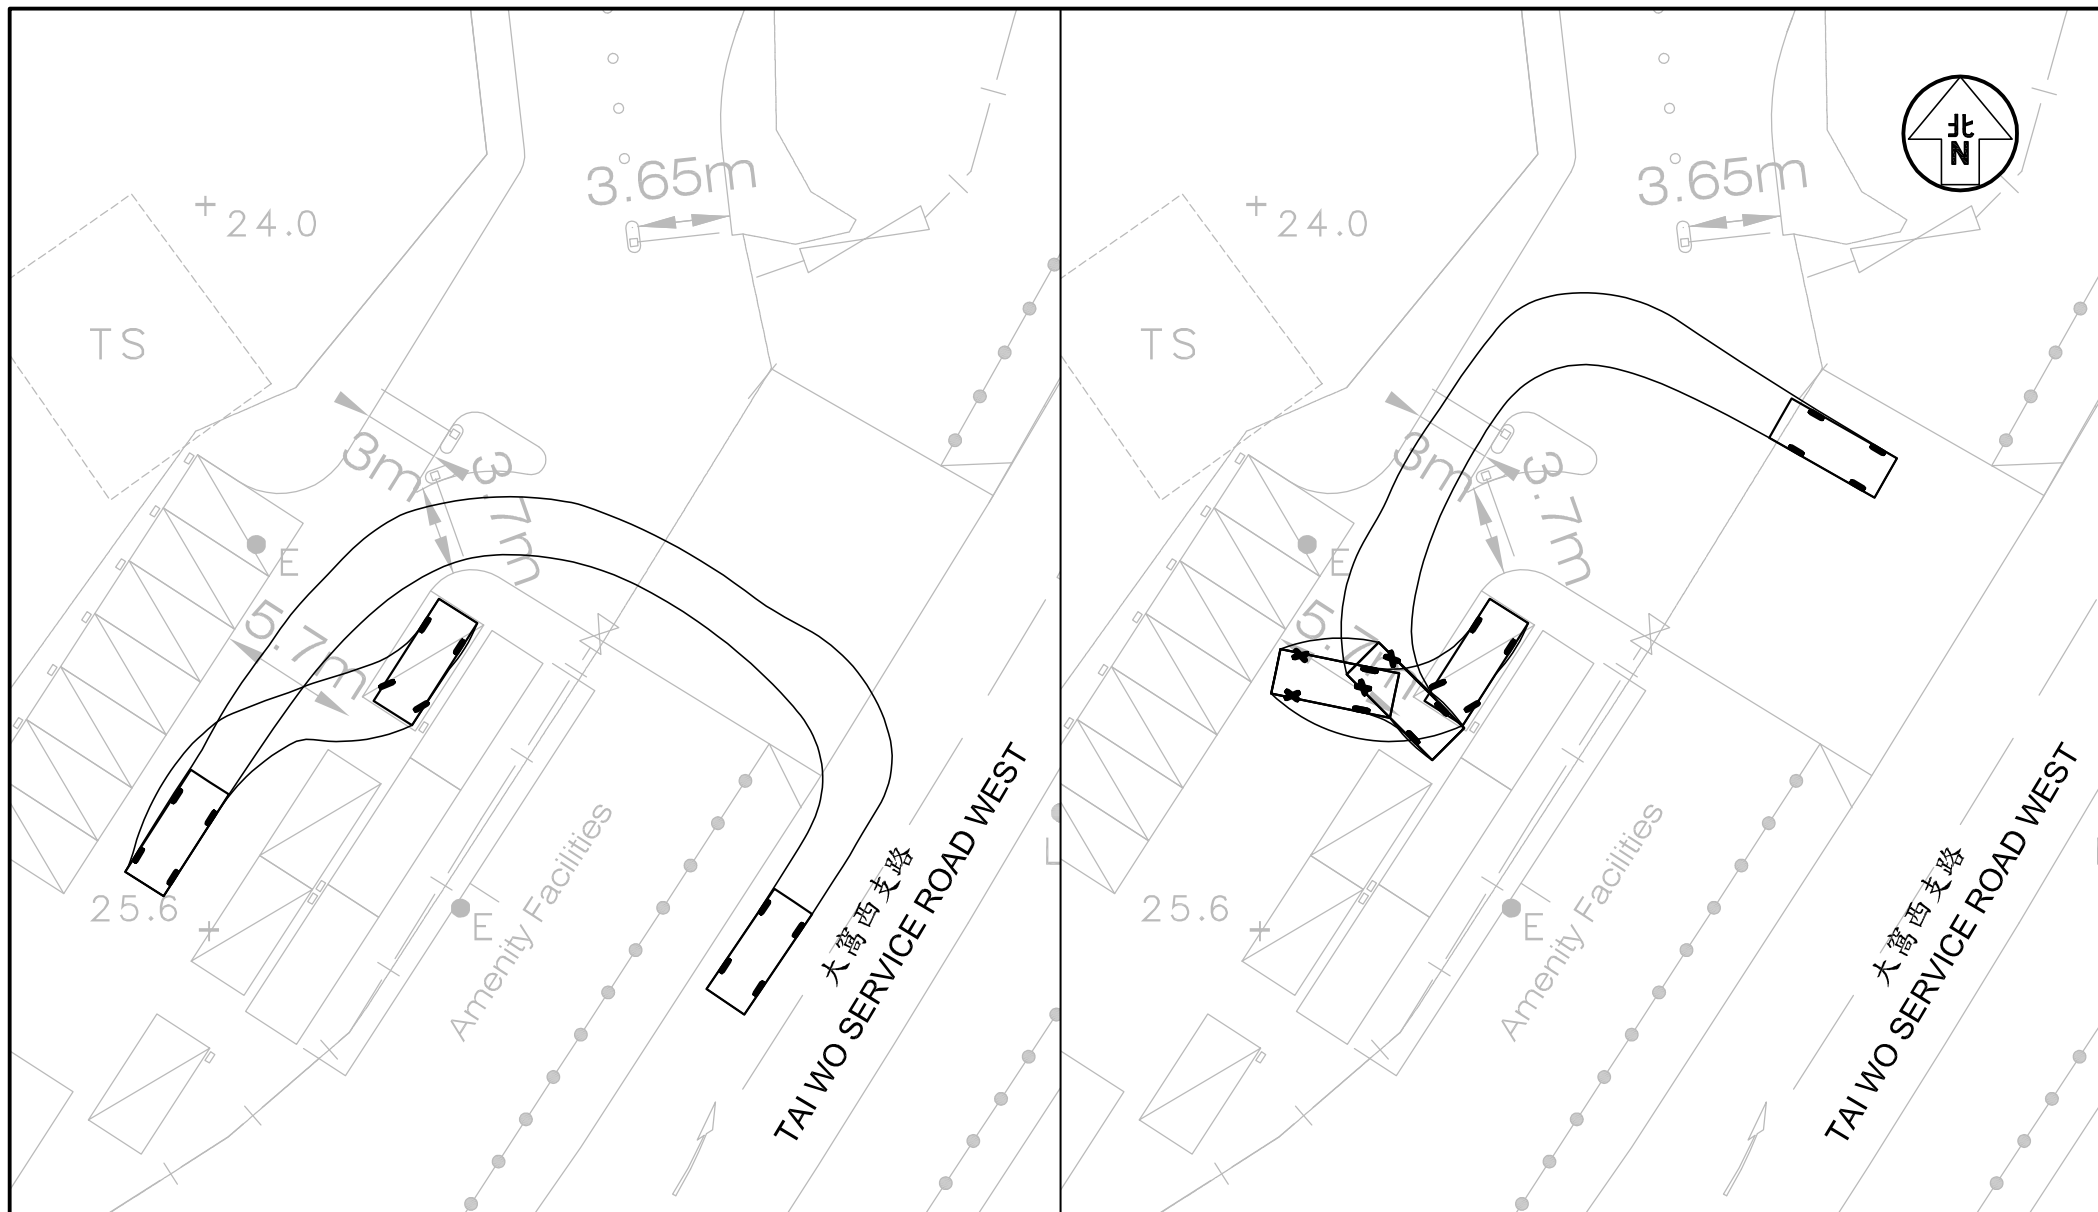 3.65m
24.0
TS
3m
3.7m
E
5.7m
25.6
E
Amenity Facilities
大窩西支路
TAI WO SERVICE ROAD WEST
北
N
3.65m
24.0
TS
3m
3.7m
E
5.7m
25.6
E
Amenity Facilities
大窩西支路
TAI WO SERVICE ROAD WEST